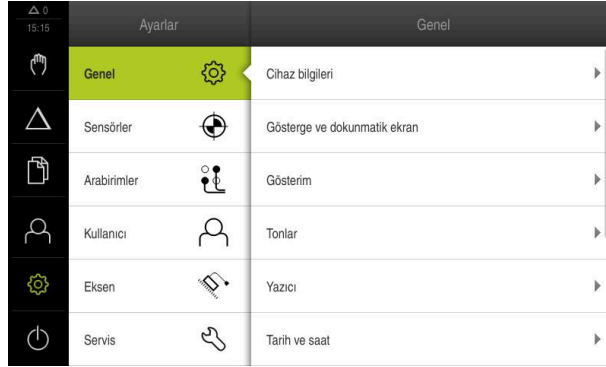 0
15:15
Ayarlar
Genel
Genel
Sensörler
Arabirimler
Kullanıcı
Eksen
Servis
Cihaz bilgileri
Gösterge ve dokunmatik ekran
Gösterim
Tonlar
Yazıcı
Tarih ve saat